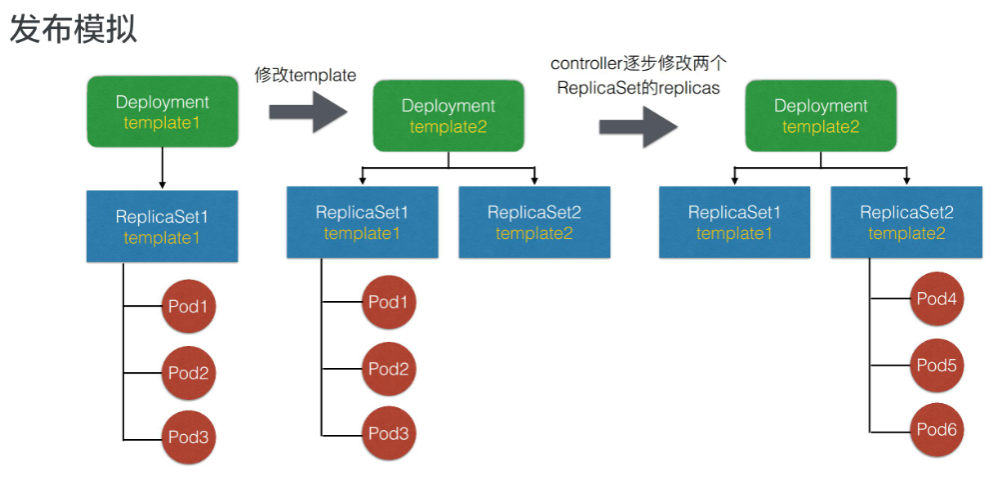 发布模拟
Deployment
template1
ReplicaSet1
template1
Pod1
Pod2
Pod3
修改template
Deployment
template2
ReplicaSet1
template1
ReplicaSet2
template2
Pod1
Pod2
Pod3
controller逐步修改两个
ReplicaSet的replicas
Deployment
template2
ReplicaSet1
template1
ReplicaSet2
template2
Pod4
Pod5
Pod6